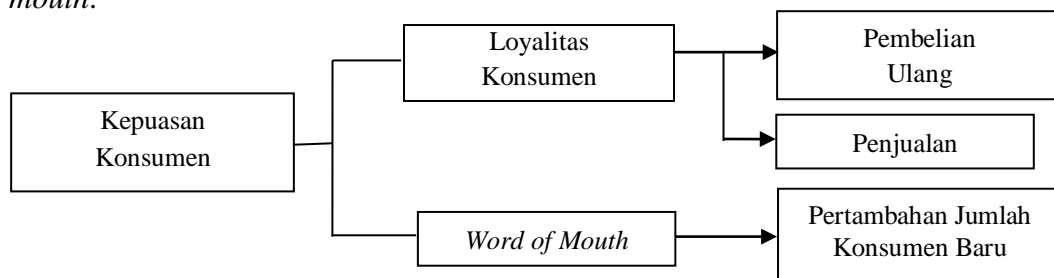 mouth.
Loyalitas
Konsumen
Pembelian
Ulang
Kepuasan
Konsumen
Penjualan
Word of Mouth
Pertambahan Jumlah
Konsumen Baru